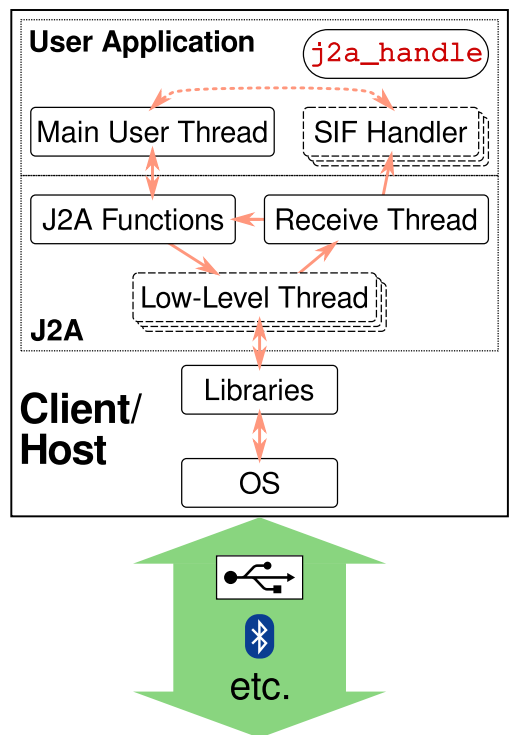 User Application
j2a_handle
Main User Thread
SIF Handler
J2A Functions
Receive Thread
Low-Level Thread
J2A
Libraries
Client/
Host
OS
etc.